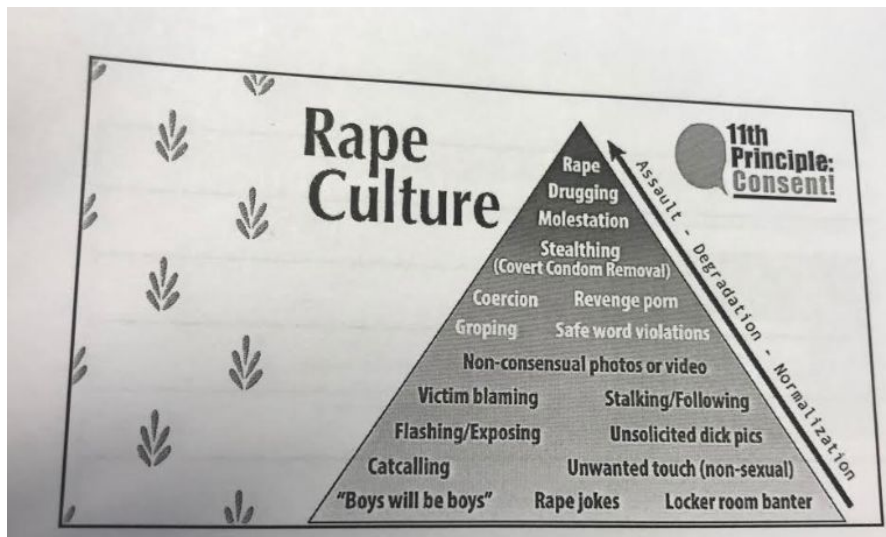 Rape
Culture
11th
Principle:
Consent!
Rape
Drugging
Molestation
Stealthing
(Covert Condom Removal)
Coercion Revenge porn
Groping Safe word violations
Non-consensual photos or video
Victim blaming Stalking/Following
Flashing/Exposing Unsolicited dick pics
Catcalling Unwanted touch (non-sexual)
"Boys will be boys" Rape jokes Locker room banter
Assault - Degradation - Normalization